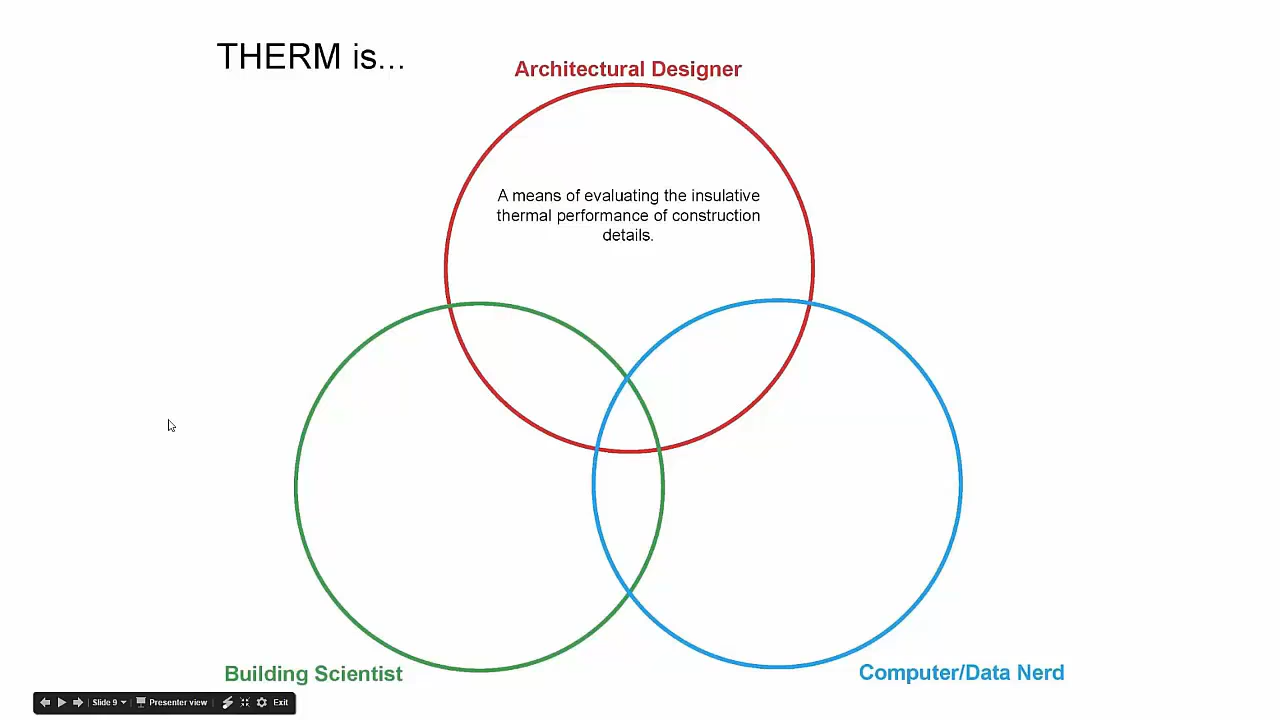 THERM is...
Architectural Designer
A means of evaluating the insulative
thermal performance of construction
details.
Building Scientist
Computer/Data Nerd
Slide 9
Presenter view
Exit